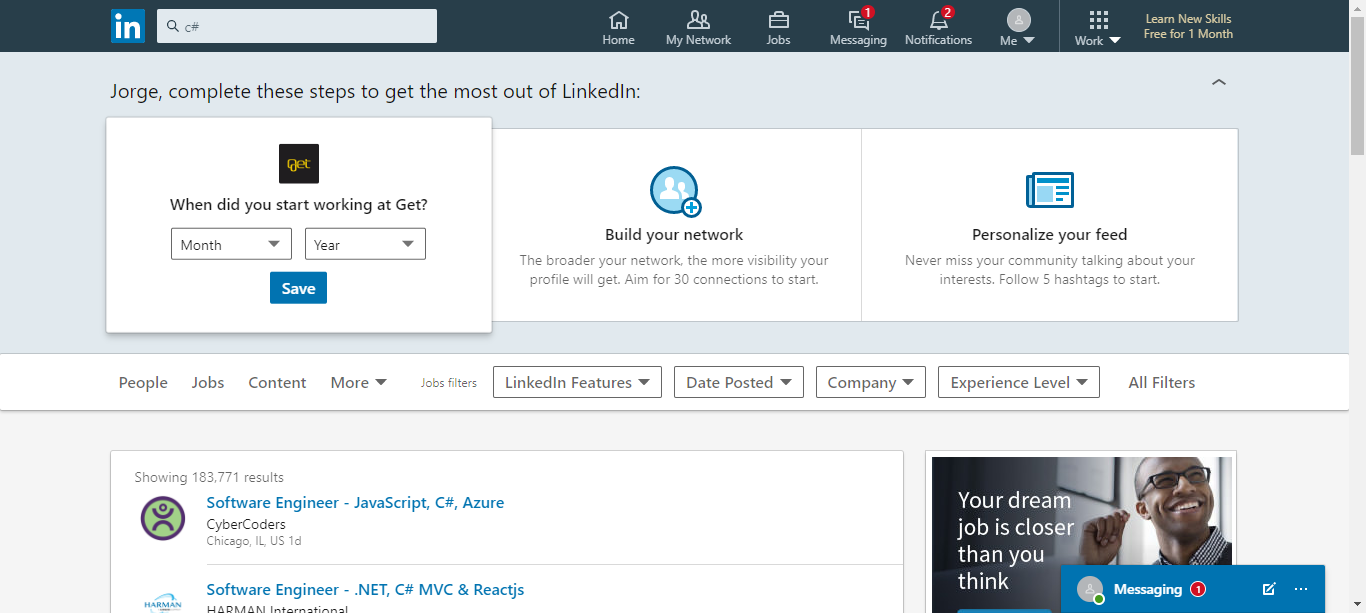 in
c#
Home
My Network
Jobs
1
Messaging
2
Notifications
Me
Work
Learn New Skills
Free for 1 Month
Jorge, complete these steps to get the most out of LinkedIn:
get
When did you start working at Get?
Month
Year
Save
Build your network
The broader your network, the more visibility your
profile will get. Aim for 30 connections to start.
Personalize your feed
Never miss your community talking about your
interests. Follow 5 hashtags to start.
People
Jobs
Content
More
Jobs filters
LinkedIn Features
Date Posted
Company
Experience Level
All Filters
Showing 183,771 results
Software Engineer - JavaScript, C#, Azure
CyberCoders
Chicago, IL, US 1d
HARMAN
Software Engineer - .NET, C# MVC & Reactjs
HARMAN International
Your dream
job is closer
than you
think
Messaging 1